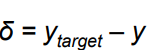 δ = y_target – y